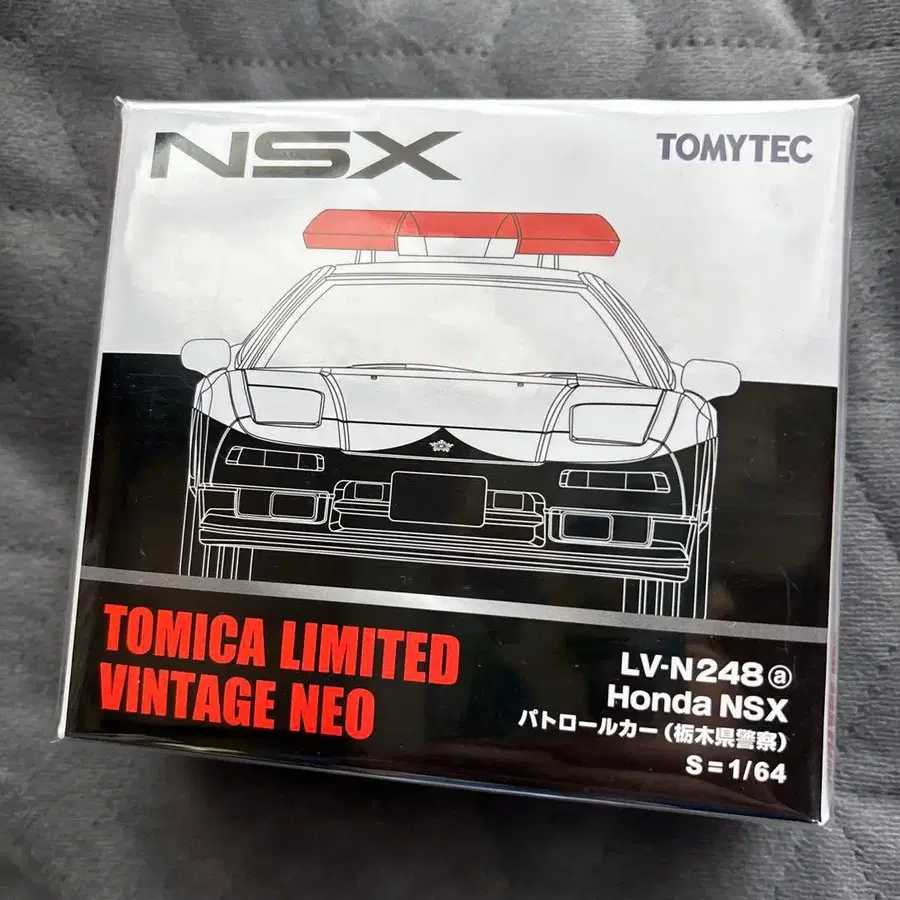 NSX
TOMYTEC
TOMICA LIMITED
VINTAGE NEO
LV-N248ⓐ
Honda NSX
パトロールカー(栃木県警察)
S=1/64